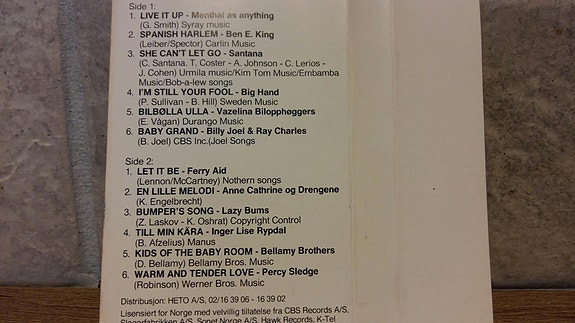 Side 1:
1. LIVE IT UP - Menthal as anything
(G. Smith) Syray music
2. SPANISH HARLEM - Ben E. King
(Leiber/Spector) Carlin Music
3. SHE CAN'T LET GO - Santana
(C. Santana. T. Coster - A. Johnson - C. Lerios -
J. Cohen) Urmila music/Kim Tom Music/Embamba
Music/Bob-a-lew songs
4. I'M STILL YOUR FOOL - Big Hand
(P. Sullivan - B. Hill) Sweden Music
5. BILBØLLA ULLA - Vazelina Bilopphøggers
(E. Vågan) Durango Music
6. BABY GRAND - Billy Joel & Ray Charles
(B. Joel) CBS Inc.(Joel Songs
Side 2:
1. LET IT BE - Ferry Aid
(Lennon/McCartney) Nothern songs
2. EN LILLE MELODI - Anne Cathrine og Drengene
(K. Engelbrecht)
3. BUMPER'S SONG - Lazy Bums
(Z. Laskov - K. Oshrat) Copyright Control
4. TILL MIN KÄRA - Inger Lise Rypdal
(B. Afzelius) Manus
5. KIDS OF THE BABY ROOM - Bellamy Brothers
(D. Bellamy) Bellamy Bros. Music
6. WARM AND TENDER LOVE - Percy Sledge
(Robinson) Werner Bros. Music
Distribusjon: HETO A/S, 02/16 39 06 - 16 39 02
Lisensiert for Norge med velvillig tillatelse fra CBS Records A/S,
Slagerfabrikken A/S, Sonet Norge A/S, Hawk Records, K-Tel